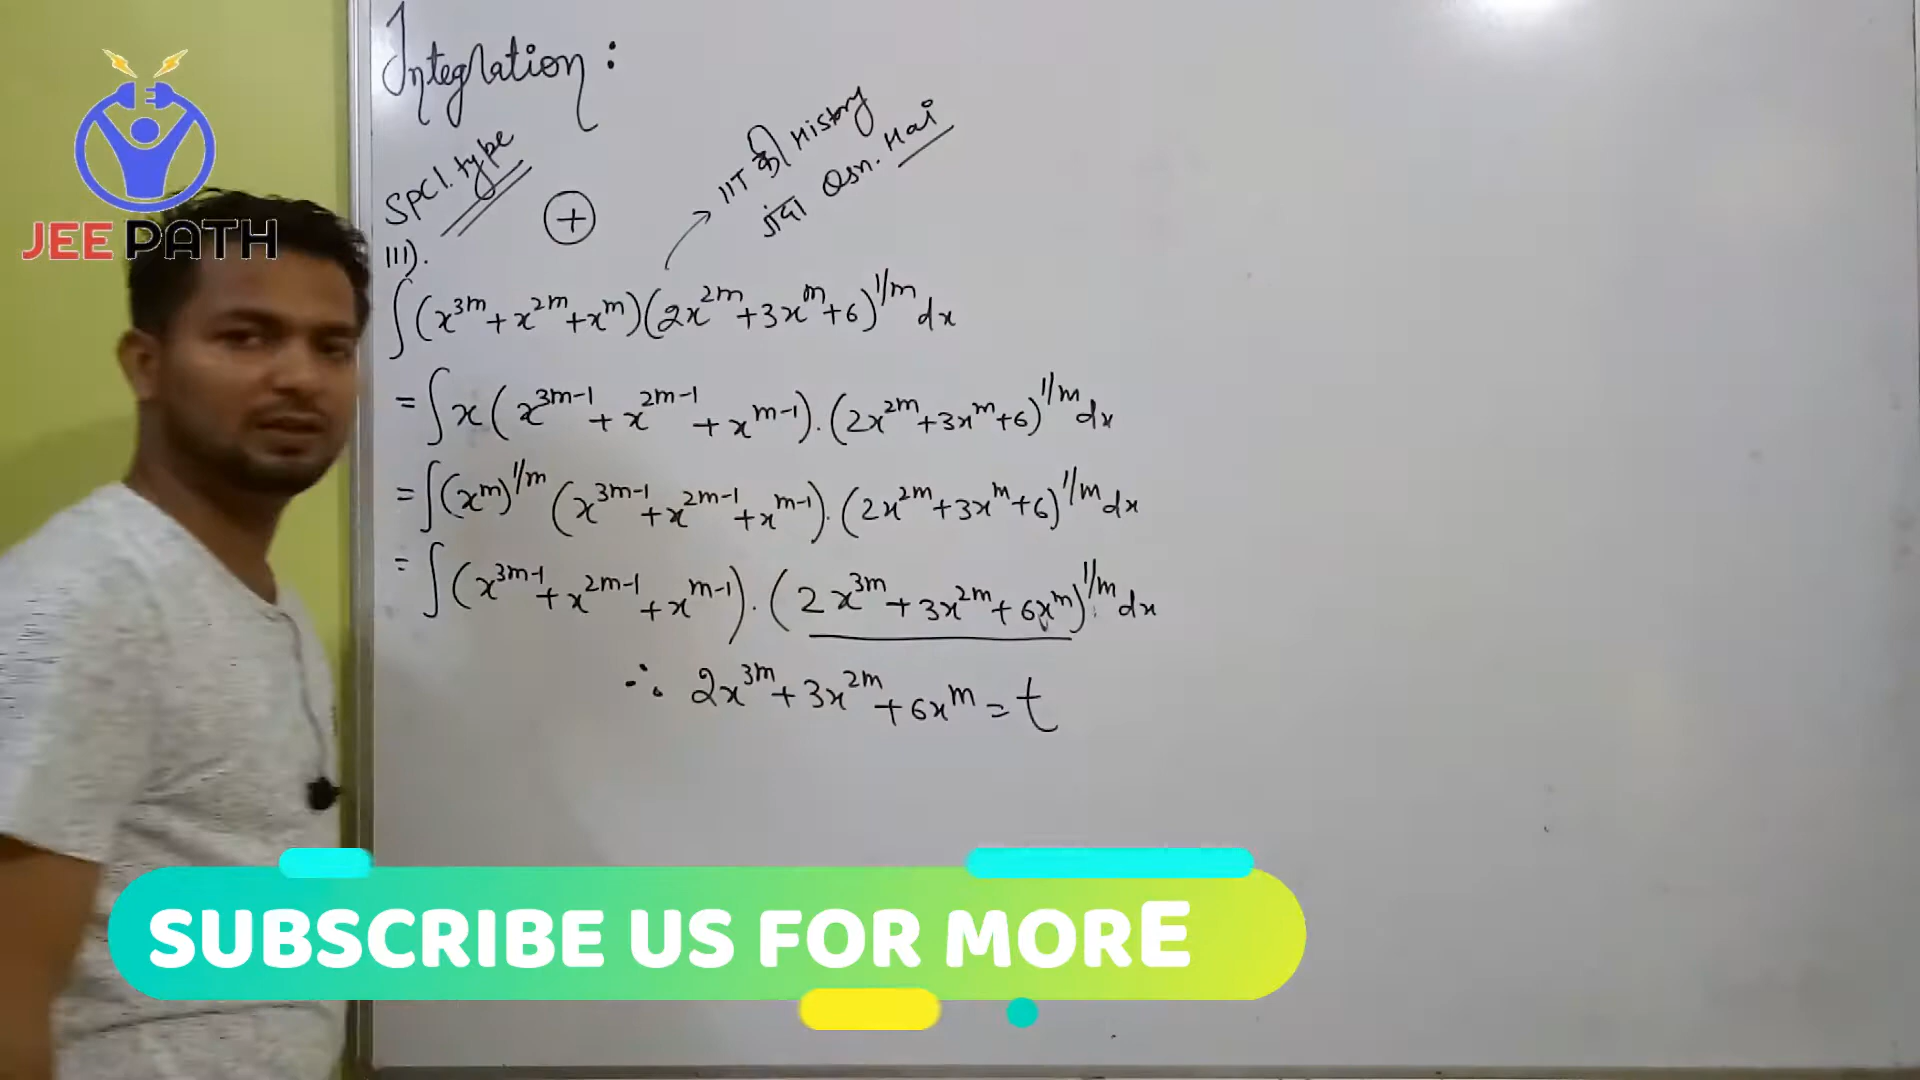 JEE PATH
Integration :
Spcl. type
+
→ IIT की History
गंदा Qsn. Hai
III).
∫(x^{3m}+x^{2m}+x^{m})(2x^{2m}+3x^{m}+6)^{1/m} dx
= ∫x(x^{3m-1}+x^{2m-1}+x^{m-1}).(2x^{2m}+3x^{m}+6)^{1/m} dx
= ∫(x^{m})^{1/m} (x^{3m-1}+x^{2m-1}+x^{m-1}).(2x^{2m}+3x^{m}+6)^{1/m} dx
= ∫(x^{3m-1}+x^{2m-1}+x^{m-1}).(2x^{3m}+3x^{2m}+6x^{m})^{1/m} dx
∴ 2x^{3m}+3x^{2m}+6x^{m} = t
SUBSCRIBE US FOR MORE